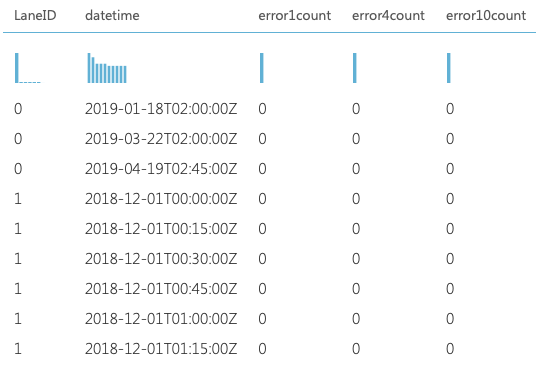 LaneID datetime error1count error4count error10count
0 2019-01-18T02:00:00Z 0 0 0
0 2019-03-22T02:00:00Z 0 0 0
0 2019-04-19T02:45:00Z 0 0 0
1 2018-12-01T00:00:00Z 0 0 0
1 2018-12-01T00:15:00Z 0 0 0
1 2018-12-01T00:30:00Z 0 0 0
1 2018-12-01T00:45:00Z 0 0 0
1 2018-12-01T01:00:00Z 0 0 0
1 2018-12-01T01:15:00Z 0 0 0